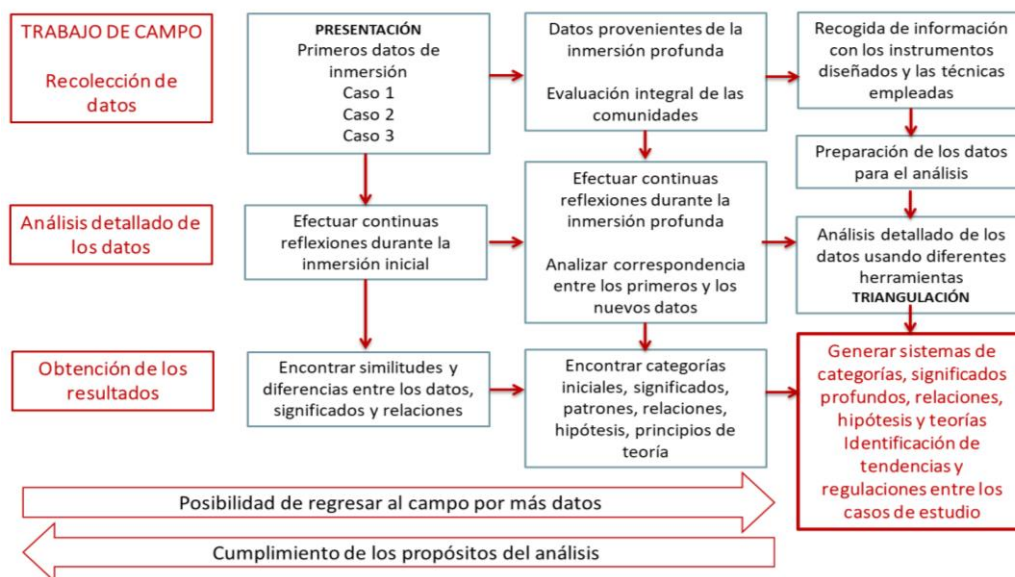 TRABAJO DE CAMPO
Recolección de
datos
PRESENTACIÓN
Primeros datos de
inmersión
Caso 1
Caso 2
Caso 3
Datos provenientes de la
inmersión profunda
Evaluación integral de las
comunidades
Recogida de información
con los instrumentos
diseñados y las técnicas
empleadas
Preparación de los datos
para el análisis
Análisis detallado de
los datos
Efectuar continuas
reflexiones durante la
inmersión inicial
Efectuar continuas
reflexiones durante la
inmersión profunda
Analizar correspondencia
entre los primeros y los
nuevos datos
Análisis detallado de los
datos usando diferentes
herramientas
TRIANGULACIÓN
Obtención de los
resultados
Encontrar similitudes y
diferencias entre los datos,
significados y relaciones
Encontrar categorías
iniciales, significados,
patrones, relaciones,
hipótesis, principios de
teoría
Generar sistemas de
categorías, significados
profundos, relaciones,
hipótesis y teorías
Identificación de
tendencias y
regulaciones entre los
casos de estudio
Posibilidad de regresar al campo por más datos
Cumplimiento de los propósitos del análisis